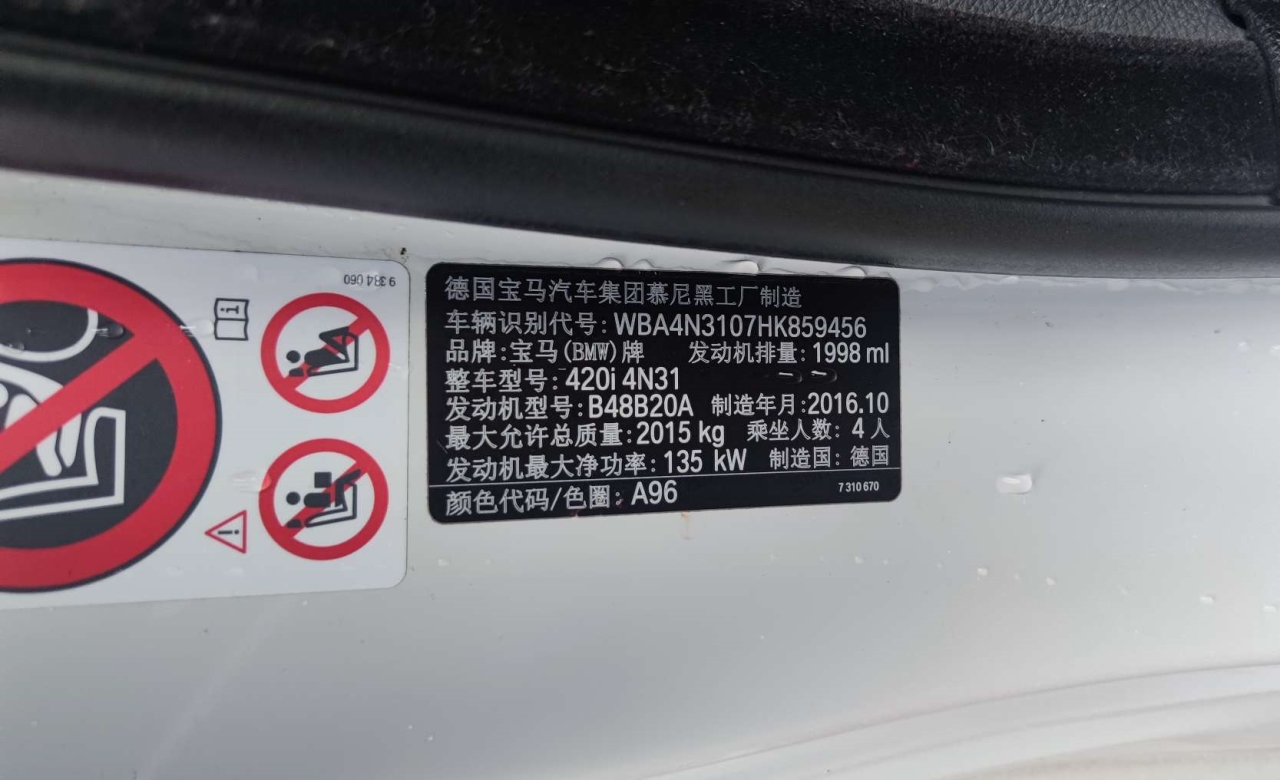 9 384 060
德国宝马汽车集团慕尼黑工厂制造
车辆识别代号: WBA4N3107HK859456
品牌: 宝马(BMW)牌 发动机排量: 1998 ml
整车型号: 420i 4N31
发动机型号: B48B20A 制造年月: 2016.10
最大允许总质量: 2015 kg 乘坐人数: 4 人
发动机最大净功率: 135 kW 制造国: 德国
颜色代码/色圈: A96 7 310 670